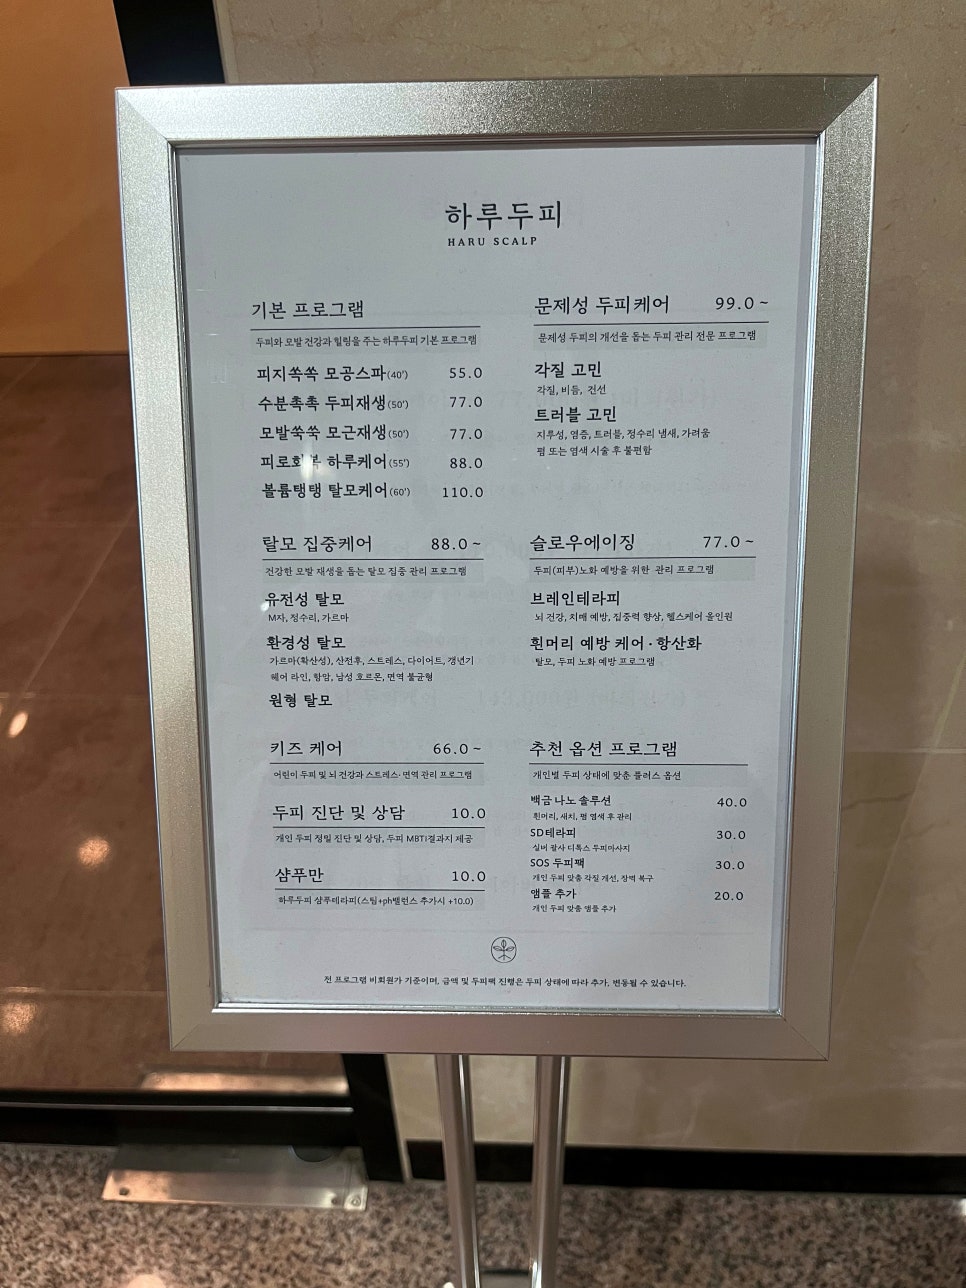 하루두피
HARU SCALP
기본 프로그램
두피와 모발 건강과 힐링을 주는 하루두피 기본 프로그램
피지쏙쏙 모공스파(40') 55.0
수분촉촉 두피재생(50') 77.0
모발쑥쑥 모근재생(50') 77.0
피로회복 하루케어(55') 88.0
볼륨탱탱 탈모케어(60') 110.0
탈모 집중케어 88.0~
건강한 모발 재생을 돕는 탈모 집중 관리 프로그램
유전성 탈모
M자, 정수리, 가르마
환경성 탈모
가르마(확산성), 산전후, 스트레스, 다이어트, 갱년기
헤어 라인, 항암, 남성 호르몬, 면역 불균형
원형 탈모
키즈 케어 66.0~
어린이 두피 및 뇌 건강과 스트레스·면역 관리 프로그램
두피 진단 및 상담 10.0
개인 두피 정밀 진단 및 상담, 두피 MBTI결과지 제공
샴푸만 10.0
하루두피 샴푸테라피(스팀+ph밸런스 추가시 +10.0)
문제성 두피케어 99.0~
문제성 두피의 개선을 돕는 두피 관리 전문 프로그램
각질 고민
각질, 비듬, 건선
트러블 고민
지루성, 염증, 트러블, 정수리 냄새, 가려움
펌 또는 염색 시술 후 불편함
슬로우에이징 77.0~
두피(피부)노화 예방을 위한 관리 프로그램
브레인테라피
뇌 건강, 치매 예방, 집중력 향상, 헬스케어 올인원
흰머리 예방 케어·항산화
탈모, 두피 노화 예방 프로그램
추천 옵션 프로그램
개인별 두피 상태에 맞춘 플러스 옵션
백금 나노 솔루션 40.0
흰머리, 새치, 펌 염색 후 관리
SD테라피 30.0
실버 괄사 디톡스 두피마사지
SOS 두피팩 30.0
개인 두피 맞춤 각질 개선, 장벽 복구
앰플 추가 20.0
개인 두피 맞춤 앰플 추가
전 프로그램 비회원가 기준이며, 금액 및 두피팩 진행은 두피 상태에 따라 추가, 변동될 수 있습니다.